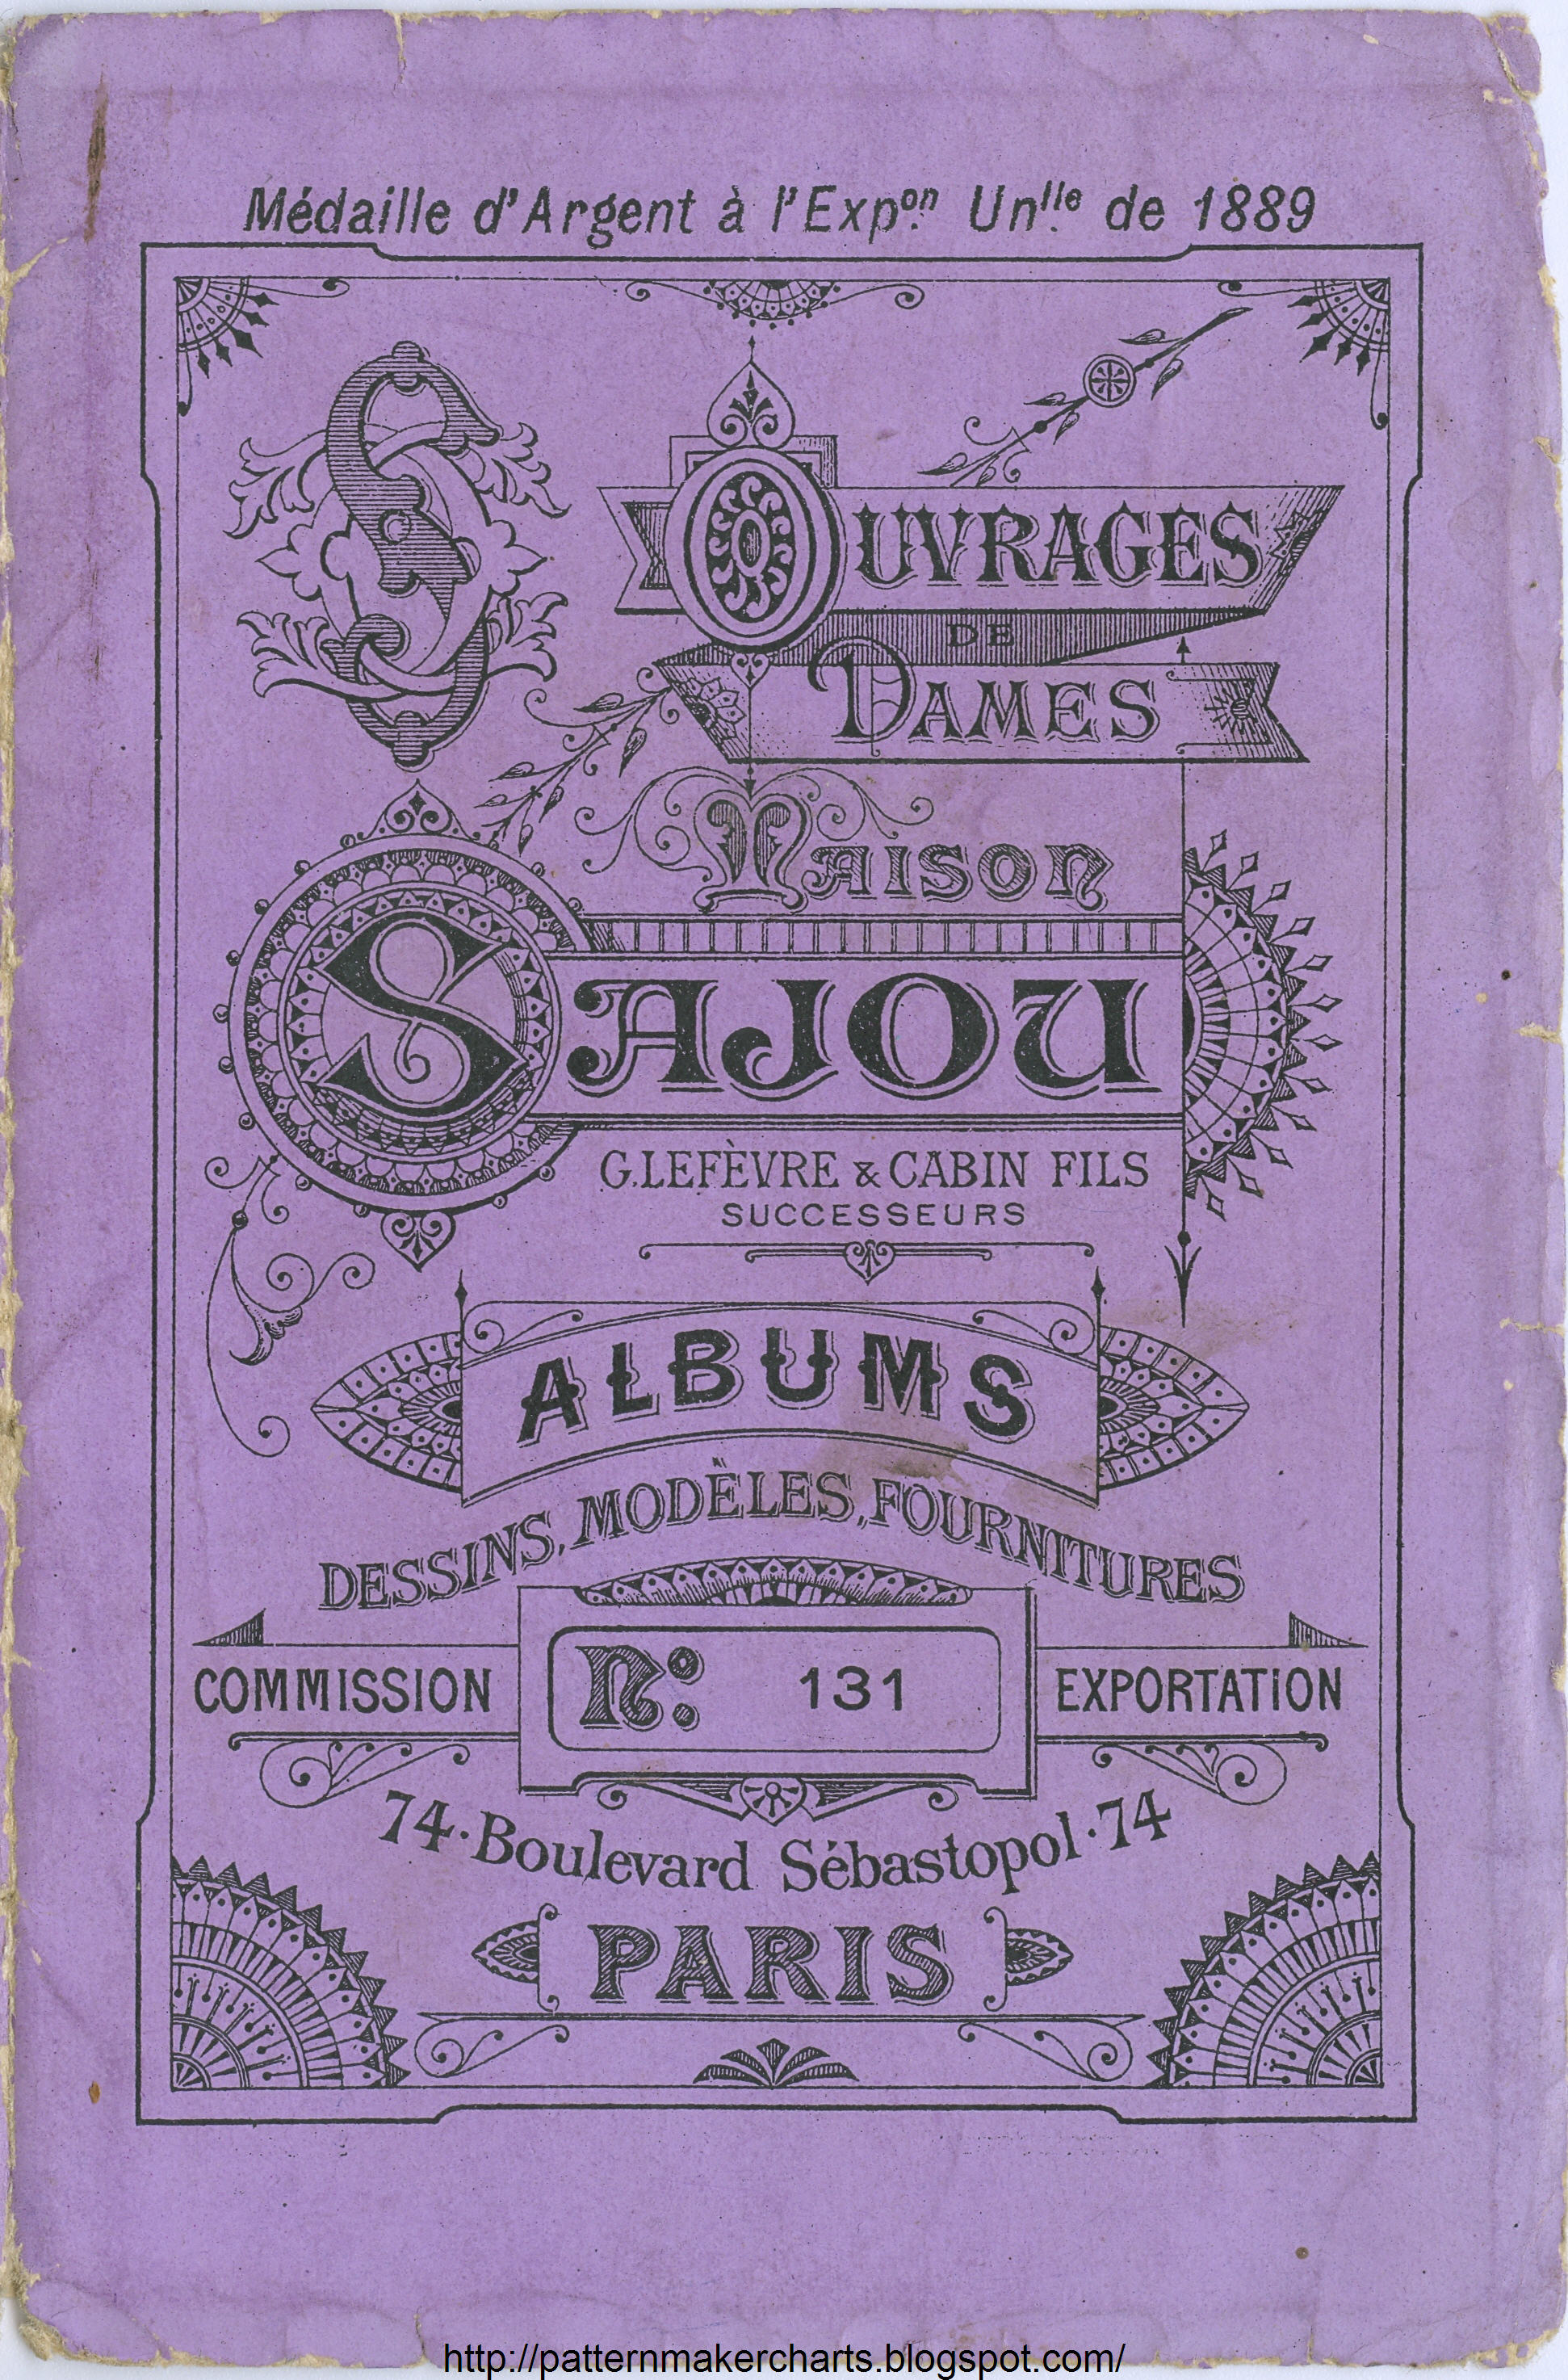 Médaille d'Argent à l'Expon. Unlle. de 1889
OUVRAGES
DE
DAMES
MAISON
SAJOU
G. LEFÈVRE & CABIN FILS
SUCCESSEURS
ALBUMS
DESSINS, MODÈLES, FOURNITURES
COMMISSION
No: 131
EXPORTATION
74 · Boulevard Sébastopol · 74
PARIS
http://patternmakercharts.blogspot.com/